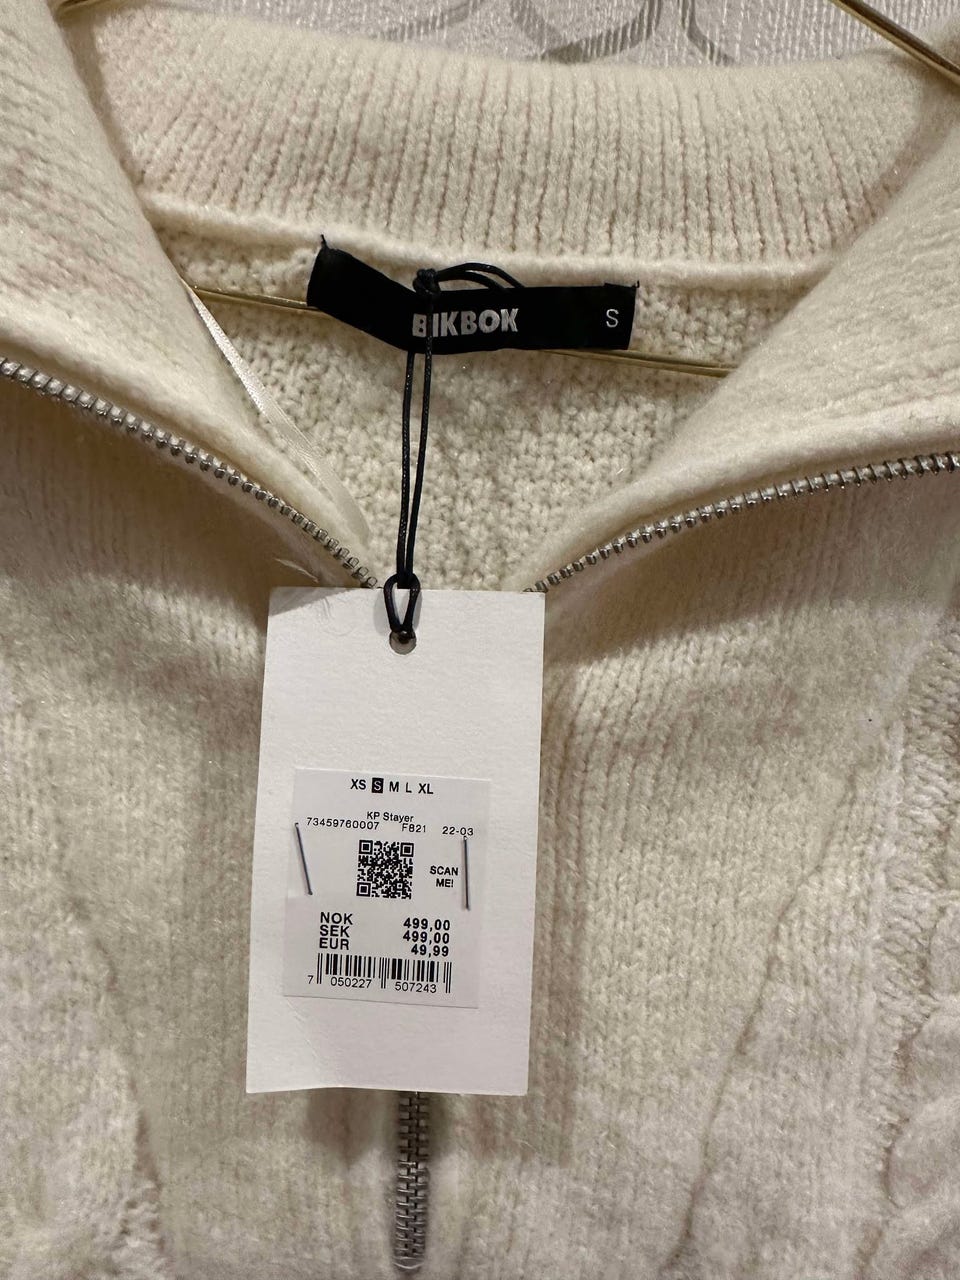 BIKBOK S
XS S M L XL
KP Stayer
73459760007 F821 22-03
SCAN
ME!
NOK 499,00
SEK 499,00
EUR 49,99
7 050227 507243